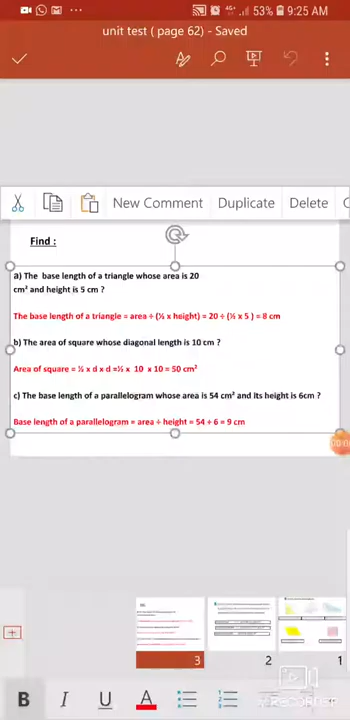 53% 9:25 AM
unit test ( page 62) - Saved
New Comment Duplicate Delete
Find :
a) The base length of a triangle whose area is 20
cm² and height is 5 cm ?
The base length of a triangle = area ÷ (½ x height) = 20 ÷ (½ x 5 ) = 8 cm
b) The area of square whose diagonal length is 10 cm ?
Area of square = ½ x d x d =½ x 10 x 10 = 50 cm²
c) The base length of a parallelogram whose area is 54 cm² and its height is 6cm ?
Base length of a parallelogram = area ÷ height = 54 ÷ 6 = 9 cm
3 2 1
B I U A